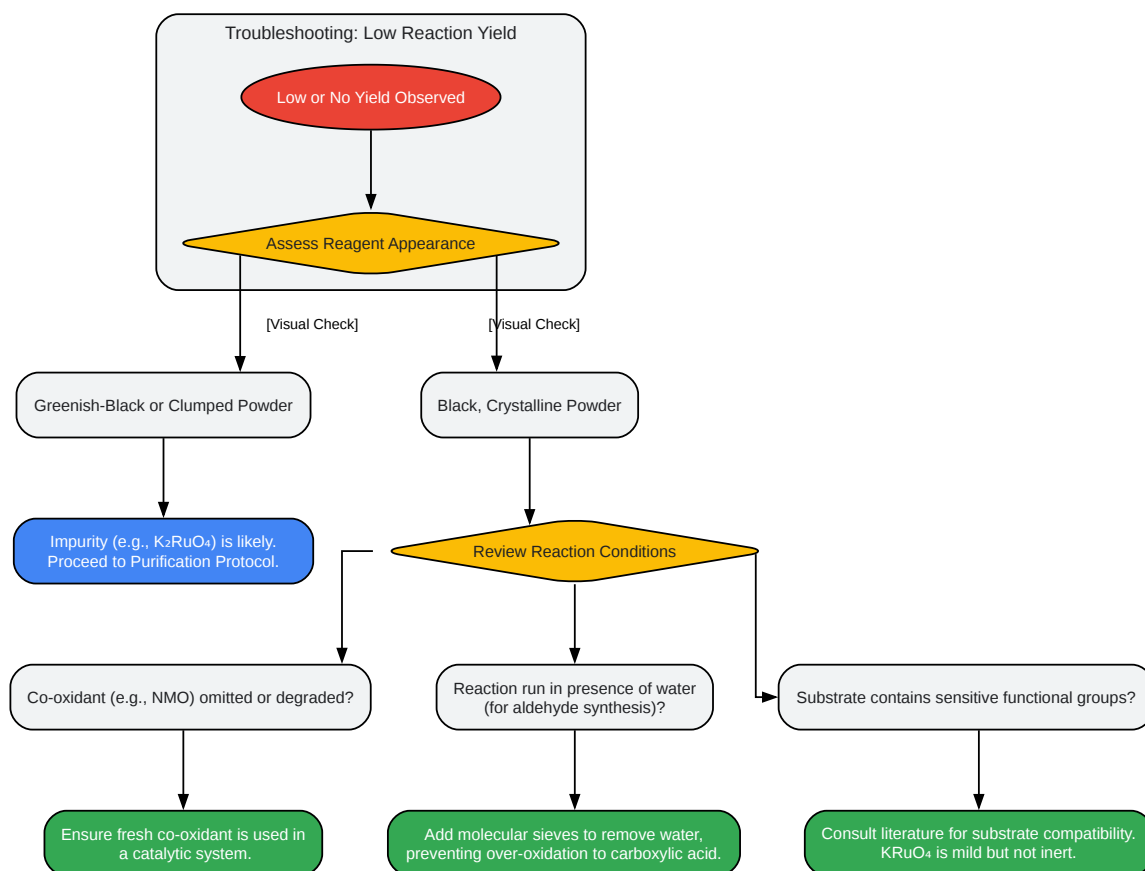 Troubleshooting: Low Reaction Yield
Low or No Yield Observed
Assess Reagent Appearance
[Visual Check]
[Visual Check]
Greenish-Black or Clumped Powder
Black, Crystalline Powder
Impurity (e.g., K₂RuO₄) is likely.
Proceed to Purification Protocol.
Review Reaction Conditions
Co-oxidant (e.g., NMO) omitted or degraded?
Reaction run in presence of water
(for aldehyde synthesis)?
Substrate contains sensitive functional groups?
Ensure fresh co-oxidant is used in
a catalytic system.
Add molecular sieves to remove water,
preventing over-oxidation to carboxylic acid.
Consult literature for substrate compatibility.
KRuO₄ is mild but not inert.